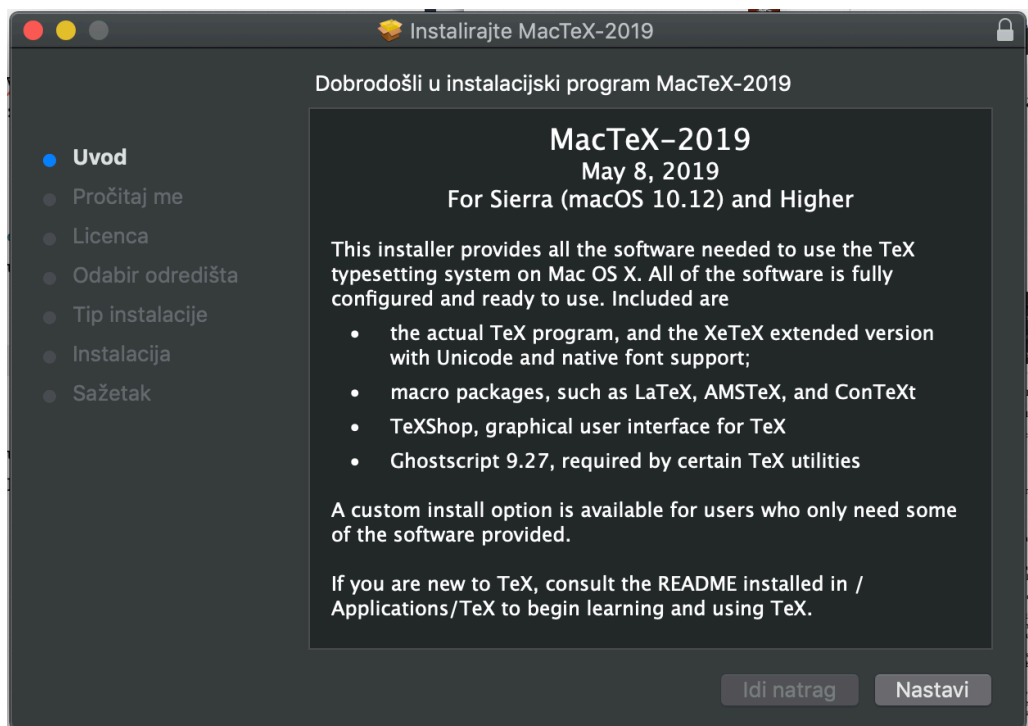 Instalirajte MacTeX-2019
Dobrodošli u instalacijski program MacTeX-2019
Uvod
Pročitaj me
Licenca
Odabir odredišta
Tip instalacije
Instalacija
Sažetak
MacTeX-2019
May 8, 2019
For Sierra (macOS 10.12) and Higher
This installer provides all the software needed to use the TeX
typesetting system on Mac OS X. All of the software is fully
configured and ready to use. Included are
• the actual TeX program, and the XeTeX extended version
with Unicode and native font support;
• macro packages, such as LaTeX, AMSTeX, and ConTeXt
• TeXShop, graphical user interface for TeX
• Ghostscript 9.27, required by certain TeX utilities
A custom install option is available for users who only need some
of the software provided.
If you are new to TeX, consult the README installed in /
Applications/TeX to begin learning and using TeX.
Idi natrag
Nastavi